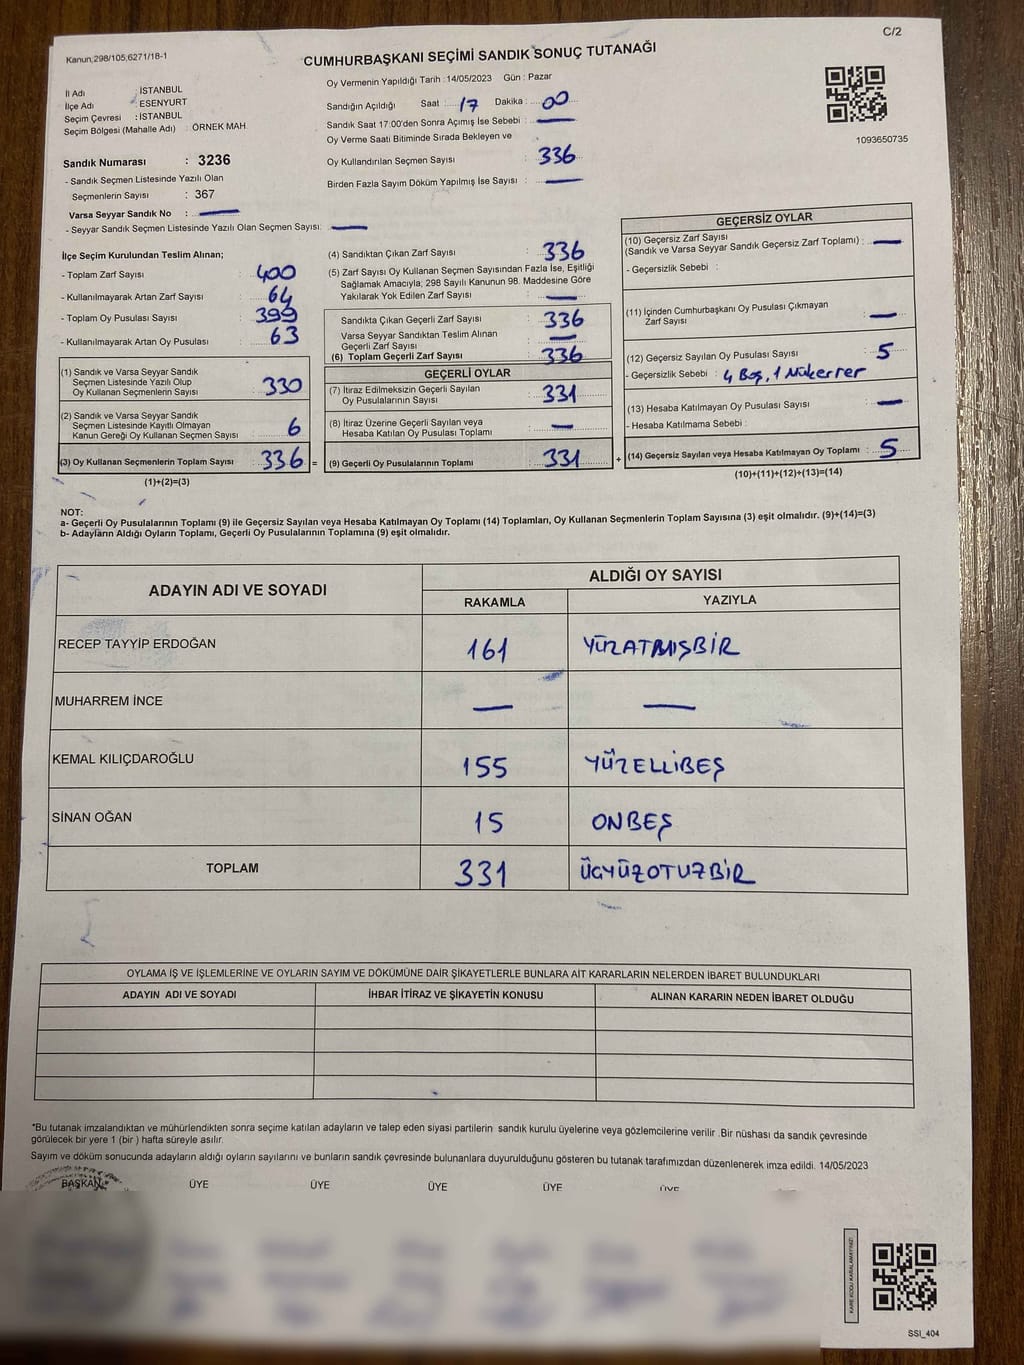 C/2
Kanun;298/105;6271/18-1
CUMHURBAŞKANI SEÇİMİ SANDIK SONUÇ TUTANAĞI
İl Adı : İSTANBUL
İlçe Adı : ESENYURT
Seçim Çevresi : İSTANBUL
Seçim Bölgesi (Mahalle Adı) : ÖRNEK MAH.
Sandık Numarası : 3236
- Sandık Seçmen Listesinde Yazılı Olan
Seçmenlerin Sayısı : 367
Varsa Seyyar Sandık No : —
- Seyyar Sandık Seçmen Listesinde Yazılı Olan Seçmen Sayısı: —
Oy Vermenin Yapıldığı Tarih : 14/05/2023 Gün : Pazar
Sandığın Açıldığı Saat : 17 Dakika : 00
Sandık Saat 17:00'den Sonra Açımış İse Sebebi : —
Oy Verme Saati Bitiminde Sırada Bekleyen ve
Oy Kullandırılan Seçmen Sayısı : 336
Birden Fazla Sayım Döküm Yapılmış İse Sayısı : —
1093650735
İlçe Seçim Kurulundan Teslim Alınan;
- Toplam Zarf Sayısı : 400
- Kullanılmayarak Artan Zarf Sayısı : 64
- Toplam Oy Pusulası Sayısı : 399
- Kullanılmayarak Artan Oy Pusulası : 63
(1) Sandık ve Varsa Seyyar Sandık
Seçmen Listesinde Yazılı Olup
Oy Kullanan Seçmenlerin Sayısı : 330
(2) Sandık ve Varsa Seyyar Sandık
Seçmen Listesinde Kayıtlı Olmayan
Kanun Gereği Oy Kullanan Seçmen Sayısı : 6
(3) Oy Kullanan Seçmenlerin Toplam Sayısı : 336 =
(1)+(2)=(3)
(4) Sandıktan Çıkan Zarf Sayısı : 336
(5) Zarf Sayısı Oy Kullanan Seçmen Sayısından Fazla İse, Eşitliği
Sağlamak Amacıyla; 298 Sayılı Kanunun 98. Maddesine Göre
Yakılarak Yok Edilen Zarf Sayısı : —
Sandıkta Çıkan Geçerli Zarf Sayısı : 336
Varsa Seyyar Sandıktan Teslim Alınan
Geçerli Zarf Sayısı : —
(6) Toplam Geçerli Zarf Sayısı : 336
GEÇERLİ OYLAR
(7) İtiraz Edilmeksizin Geçerli Sayılan
Oy Pusulalarının Sayısı : 331
(8) İtiraz Üzerine Geçerli Sayılan veya
Hesaba Katılan Oy Pusulası Toplamı : —
(9) Geçerli Oy Pusulalarının Toplamı : 331 +
GEÇERSİZ OYLAR
(10) Geçersiz Zarf Sayısı
(Sandık ve Varsa Seyyar Sandık Geçersiz Zarf Toplamı) : —
- Geçersizlik Sebebi :
(11) İçinden Cumhurbaşkanı Oy Pusulası Çıkmayan
Zarf Sayısı : —
(12) Geçersiz Sayılan Oy Pusulası Sayısı : 5
- Geçersizlik Sebebi : 4 Boş, 1 Mükerrer
(13) Hesaba Katılmayan Oy Pusulası Sayısı : —
- Hesaba Katılmama Sebebi :
(14) Geçersiz Sayılan veya Hesaba Katılmayan Oy Toplamı : 5
(10)+(11)+(12)+(13)=(14)
NOT:
a- Geçerli Oy Pusulalarının Toplamı (9) ile Geçersiz Sayılan veya Hesaba Katılmayan Oy Toplamı (14) Toplamları, Oy Kullanan Seçmenlerin Toplam Sayısına (3) eşit olmalıdır. (9)+(14)=(3)
b- Adayların Aldığı Oyların Toplamı, Geçerli Oy Pusulalarının Toplamına (9) eşit olmalıdır.
ADAYIN ADI VE SOYADI ALDIĞI OY SAYISI
RAKAMLA YAZIYLA
RECEP TAYYİP ERDOĞAN 161 YÜZATMIŞBİR
MUHARREM İNCE — —
KEMAL KILIÇDAROĞLU 155 YÜZELLİBEŞ
SİNAN OĞAN 15 ONBEŞ
TOPLAM 331 ÜÇYÜZOTUZBİR
OYLAMA İŞ VE İŞLEMLERİNE VE OYLARIN SAYIM VE DÖKÜMÜNE DAİR ŞİKAYETLERLE BUNLARA AİT KARARLARIN NELERDEN İBARET BULUNDUKLARI
ADAYIN ADI VE SOYADI İHBAR İTİRAZ VE ŞİKAYETİN KONUSU ALINAN KARARIN NEDEN İBARET OLDUĞU
*Bu tutanak imzalandıktan ve mühürlendikten sonra seçime katılan adayların ve talep eden siyasi partilerin sandık kurulu üyelerine veya gözlemcilerine verilir .Bir nüshası da sandık çevresinde
görülecek bir yere 1 (bir ) hafta süreyle asılır.
Sayım ve döküm sonucunda adayların aldığı oyların sayılarını ve bunların sandık çevresinde bulunanlara duyurulduğunu gösteren bu tutanak tarafımızdan düzenlenerek imza edildi. 14/05/2023
BAŞKAN ÜYE ÜYE ÜYE ÜYE ÜYE
KARE KODU KARALAMAYINIZ!
SSI_404